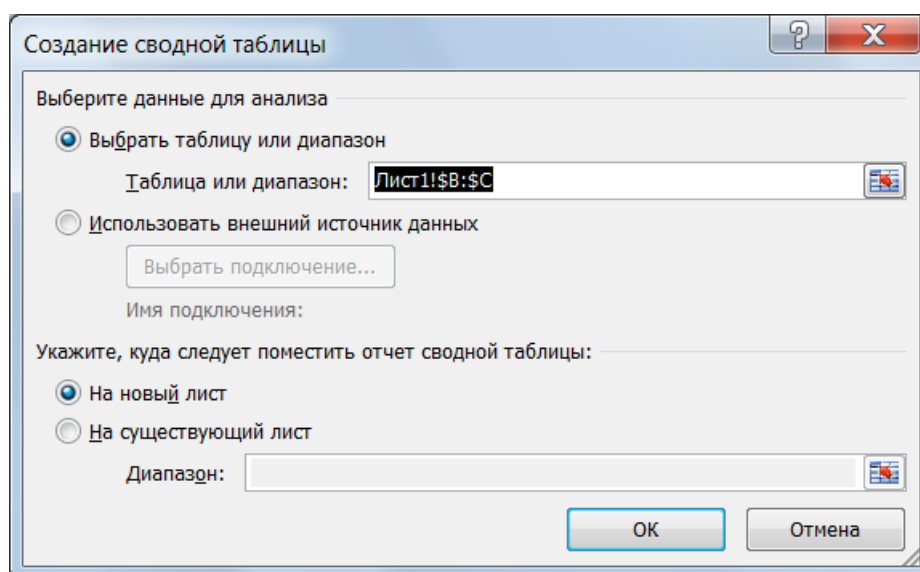 Создание сводной таблицы
Выберите данные для анализа
Выбрать таблицу или диапазон
Таблица или диапазон: Лист1!$B:$C
Использовать внешний источник данных
Выбрать подключение...
Имя подключения:
Укажите, куда следует поместить отчет сводной таблицы:
На новый лист
На существующий лист
Диапазон:
ОК Отмена